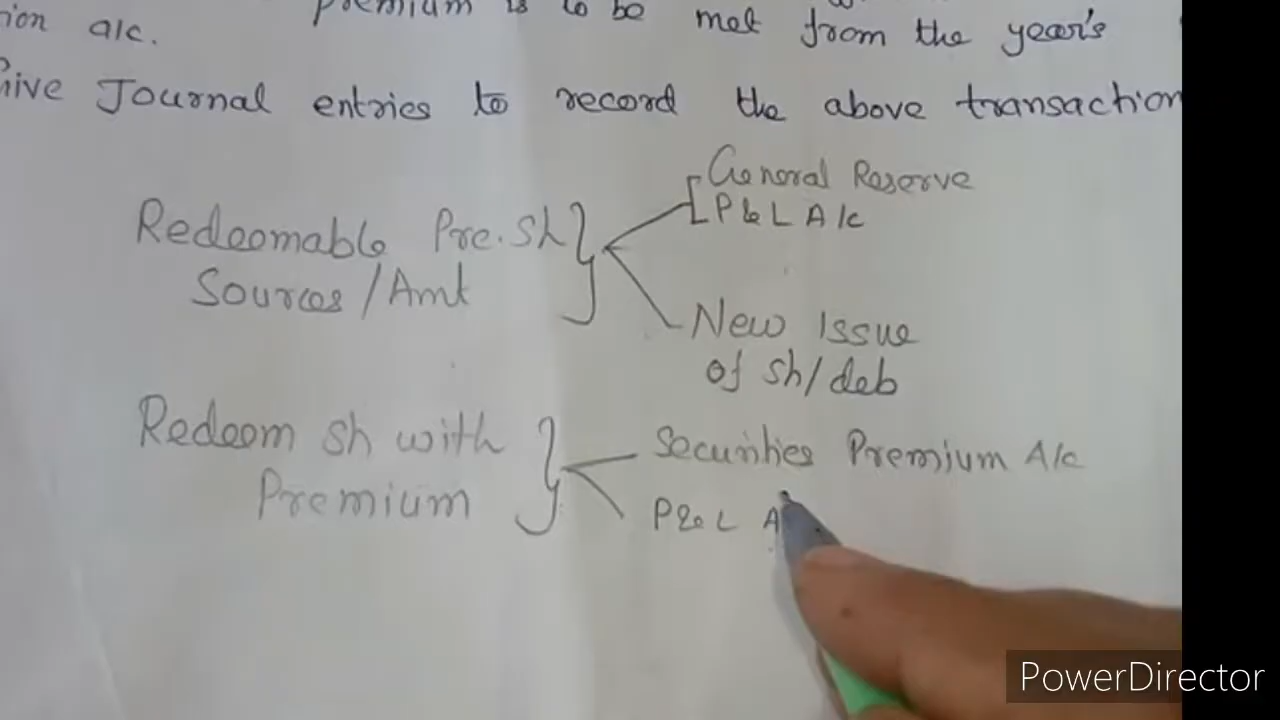 ion a/c. Premium is to be met from the year's
Give Journal entries to record the above transaction
General Reserve
Redeemable Pre.sh P & L A/c
Sources/Amt
New Issue
of sh/deb
Redeem sh with Securities Premium A/c
Premium P & L A
PowerDirector